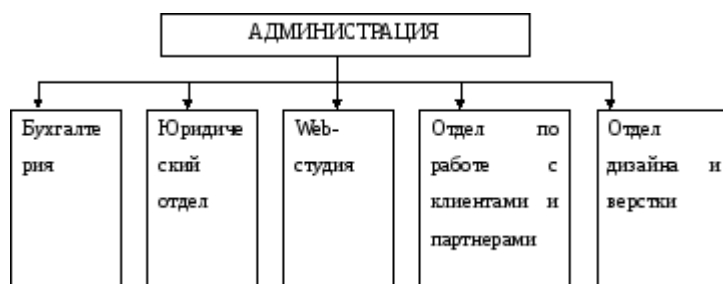 АДМИНИСТРАЦИЯ
Бухгалте
рия
Юридиче
ский
отдел
Web-
студия
Отдел по
работе с
клиентами и
партнерами
Отдел
дизайна и
верстки